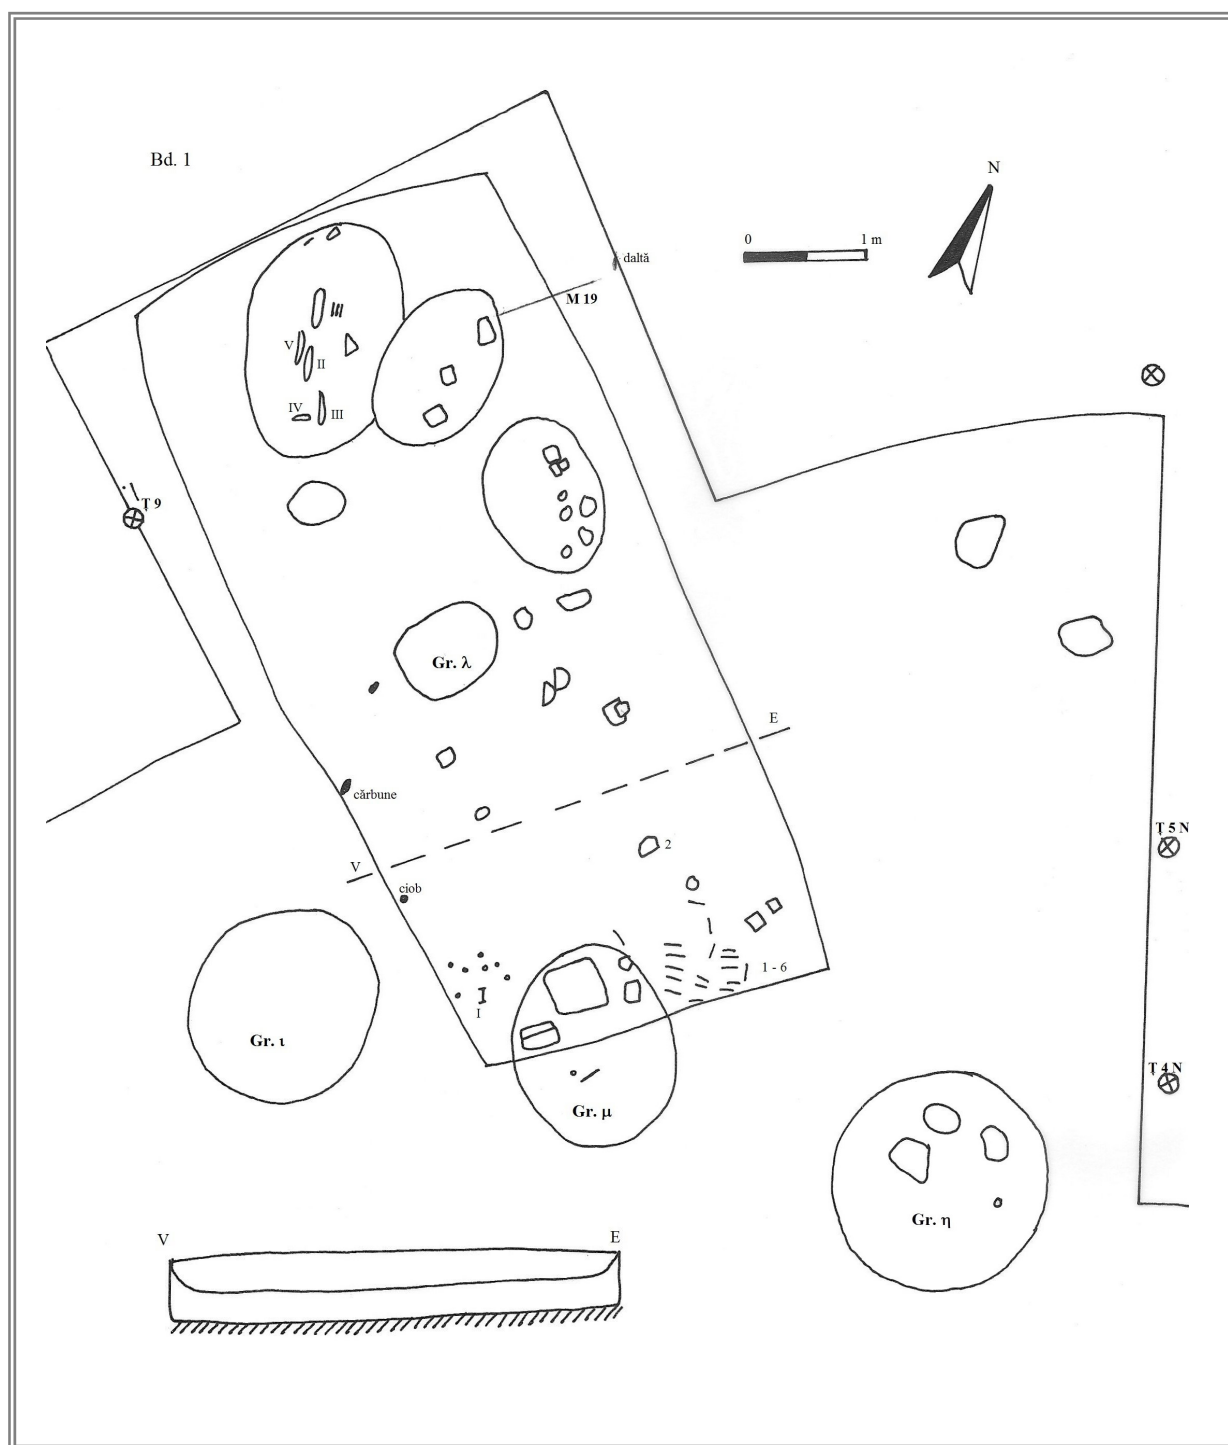 Bd. 1
N
0 1 m
daltă
M 19
III
V
II
IV
III
T 9
Gr. λ
E
cărbune
V
2
ciob
Ț 5 N
1 - 6
I
Gr. ι
Ț 4 N
Gr. μ
Gr. η
V E